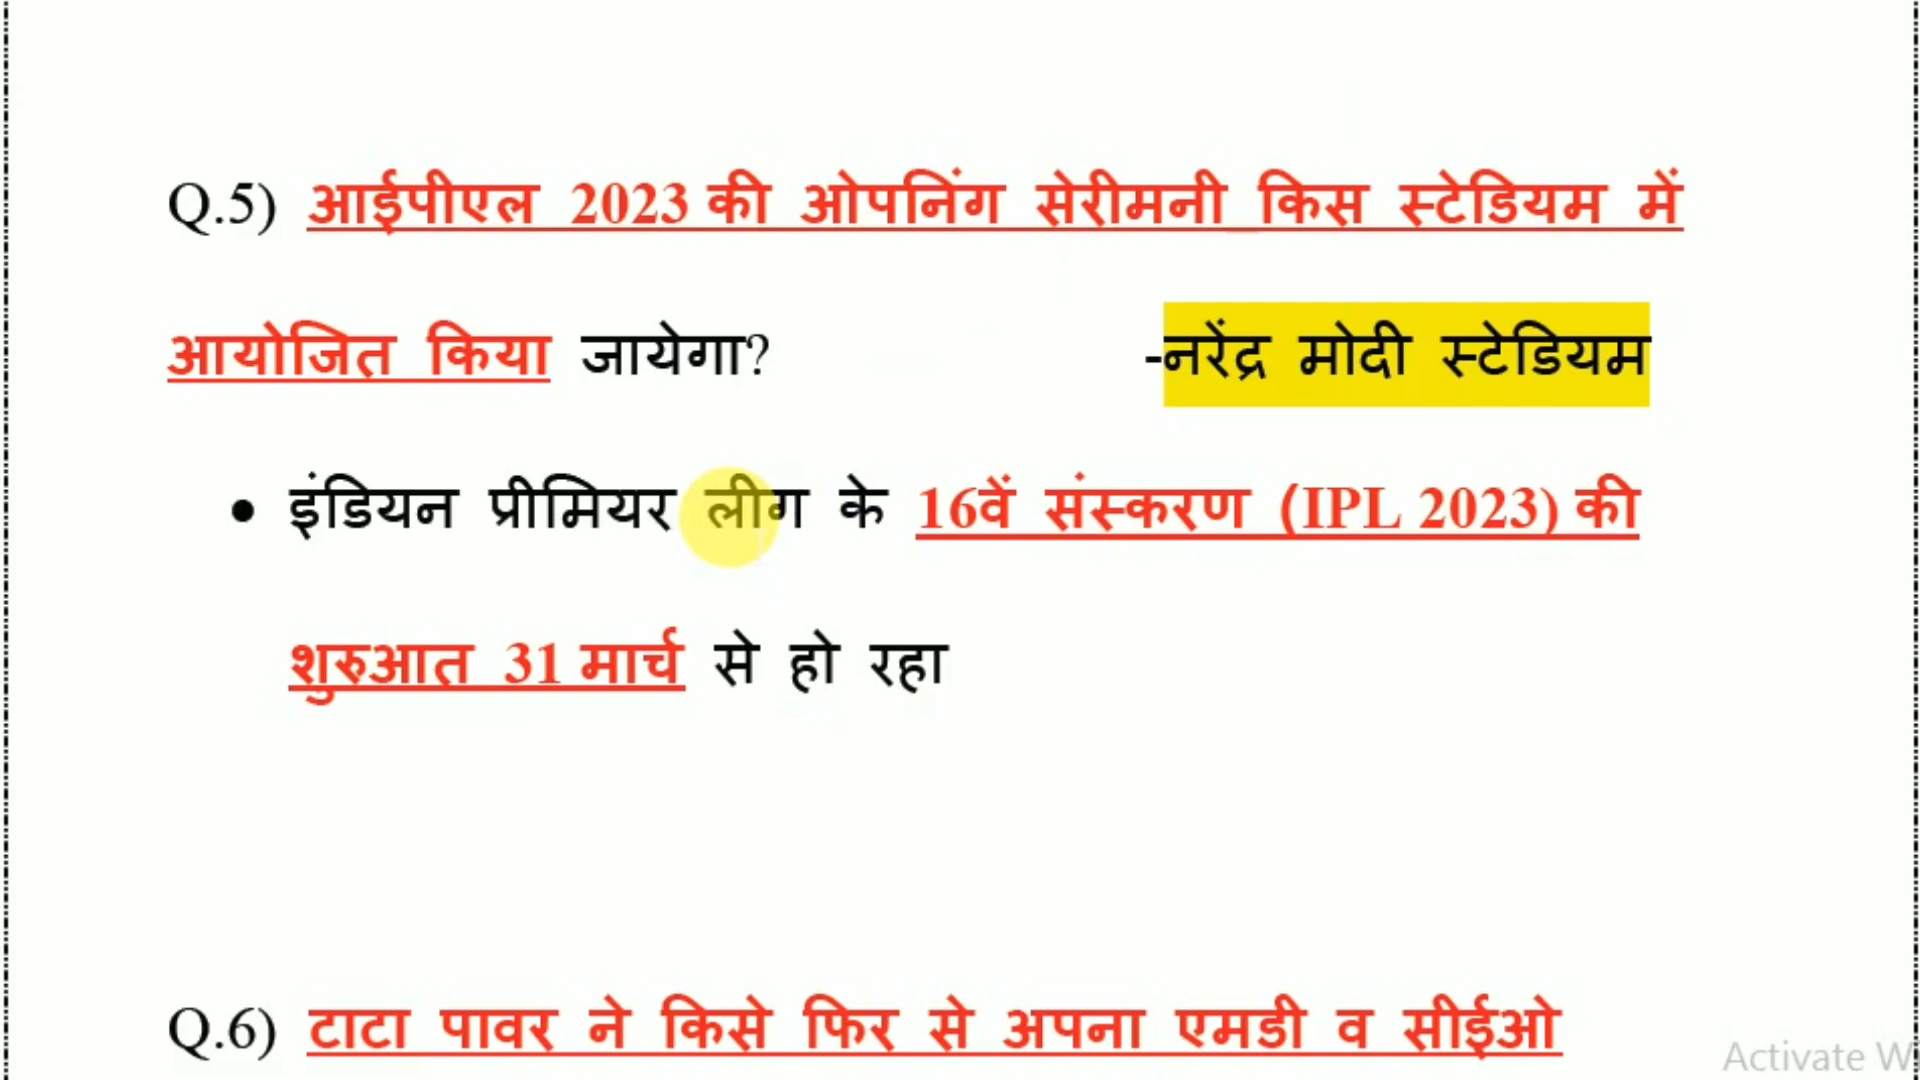 Q.5) आईपीएल 2023 की ओपनिंग सेरीमनी किस स्टेडियम में
आयोजित किया जायेगा? -नरेंद्र मोदी स्टेडियम
• इंडियन प्रीमियर लीग के 16वें संस्करण (IPL 2023) की
शुरुआत 31 मार्च से हो रहा
Q.6) टाटा पावर ने किसे फिर से अपना एमडी व सीईओ
Activate W